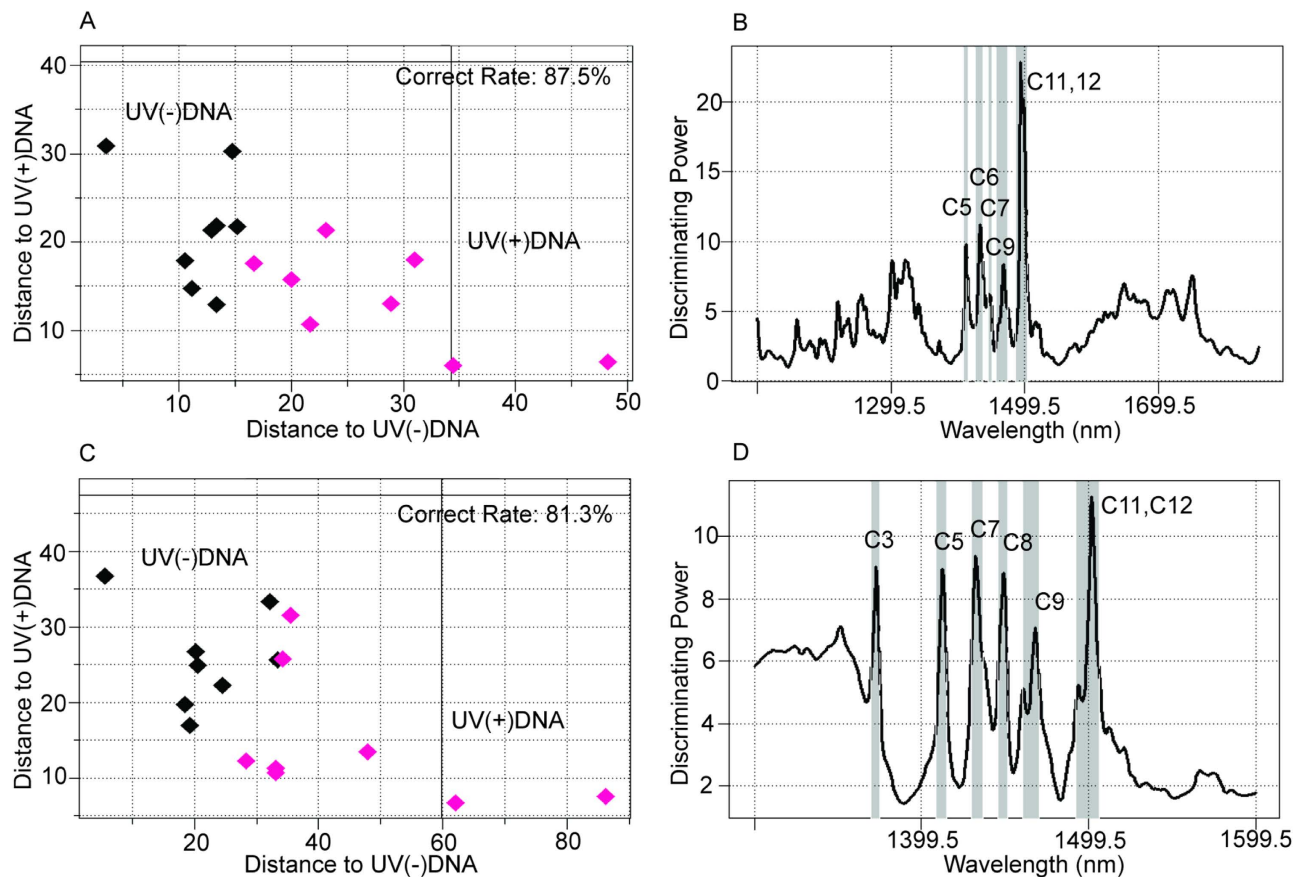 A
Correct Rate: 87.5%
UV(-)DNA
UV(+)DNA
40
30
20
10
10
20
30
40
50
Distance to UV(+)DNA
Distance to UV(-)DNA
B
C11,12
C6
C5
C7
C9
20
15
10
5
0
1299.5
1499.5
1699.5
Discriminating Power
Wavelength (nm)
C
Correct Rate: 81.3%
UV(-)DNA
UV(+)DNA
40
30
20
10
20
40
60
80
Distance to UV(+)DNA
Distance to UV(-)DNA
D
C11,C12
C3
C5
C7
C8
C9
10
8
6
4
2
1399.5
1499.5
1599.5
Discriminating Power
Wavelength (nm)